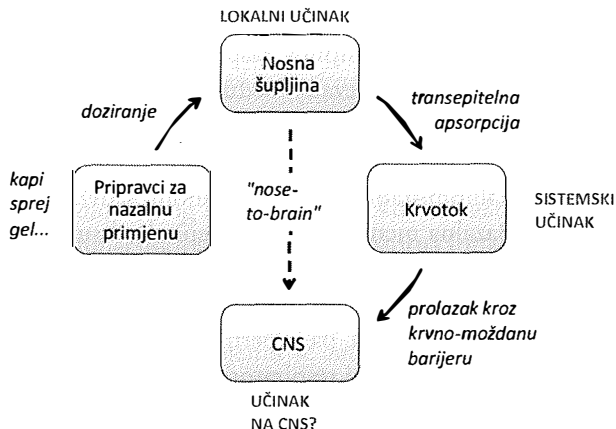 LOKALNI UČINAK
Nosna
šupljina
doziranje
transepitelna
apsorpcija
kapi
sprej
gel...
Pripravci za
nazalnu
primjenu
"nose-
to-brain"
Krvotok
SISTEMSKI
UČINAK
prolazak kroz
krvno-moždanu
barijeru
CNS
UČINAK
NA CNS?